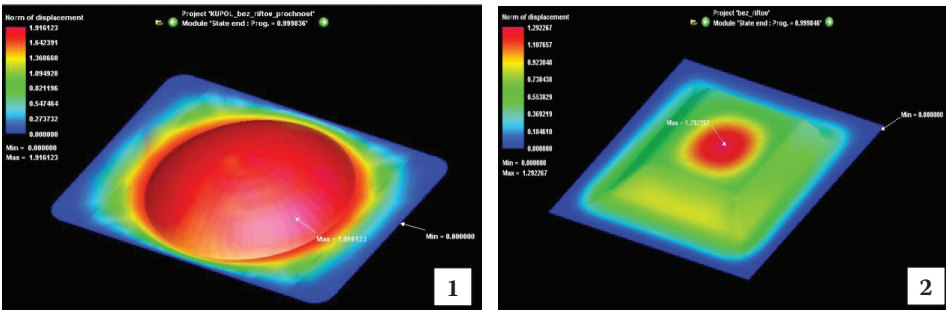 Norm of displacement
1.916123
1.642391
1.368660
1.094928
0.821196
0.547464
0.273732
0.000000
Min = 0.000000
Max = 1.916123
Project 'KUPOL_bez_riftov_prochnost'
Module 'State end : Prog. = 0.999836'
Max = 1.916123
Min = 0.000000
1
Norm of displacement
1.292267
1.107657
0.923048
0.738438
0.553829
0.369219
0.184610
0.000000
Min = 0.000000
Max = 1.292267
Project 'bez_riftov'
Module 'State end : Prog. = 0.999846'
Max = 1.292267
Min = 0.000000
2